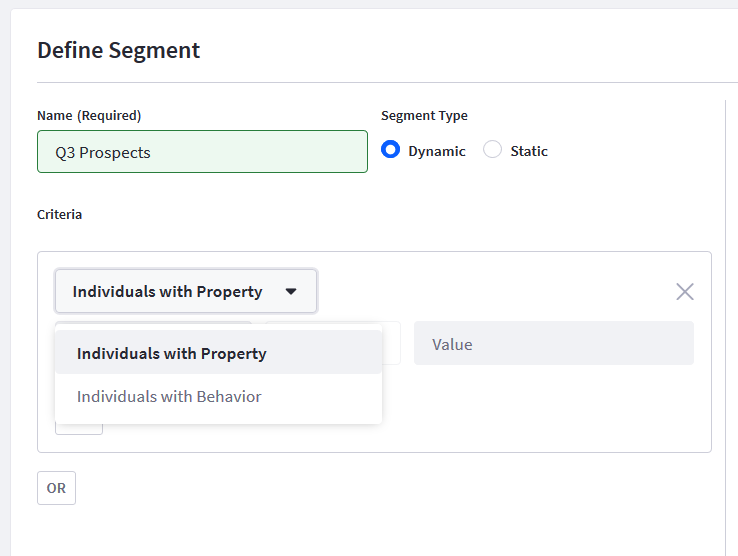 Define Segment
Name (Required)
Segment Type
Q3 Prospects
Dynamic
Static
Criteria
Individuals with Property
Value
Individuals with Property
Individuals with Behavior
OR